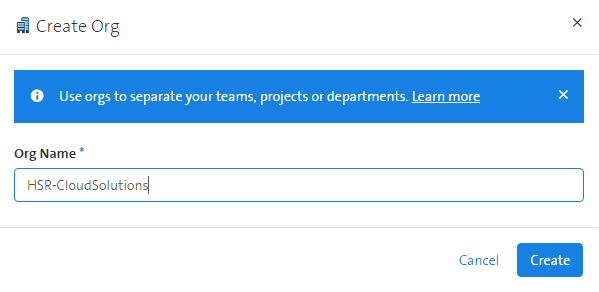 Create Org
Use orgs to separate your teams, projects or departments. Learn more
Org Name *
HSR-CloudSolutions
Cancel
Create